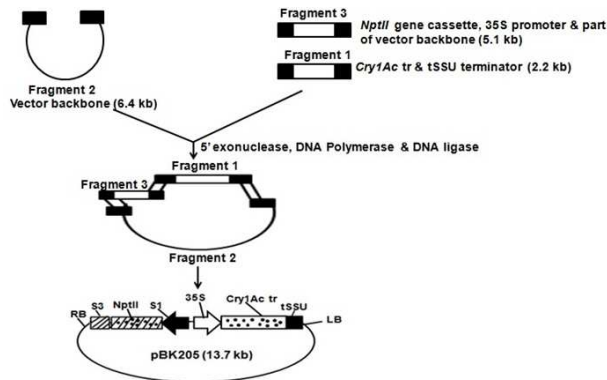 Fragment 3
NptII gene cassette, 35S promoter & part
of vector backbone (5.1 kb)
Fragment 1
Cry1Ac tr & tSSU terminator (2.2 kb)
Fragment 2
Vector backbone (6.4 kb)
5' exonuclease, DNA Polymerase & DNA ligase
Fragment 1
Fragment 3
Fragment 2
RB
S3
NptII
S1
35S
Cry1Ac tr
tSSU
LB
pBK205 (13.7 kb)